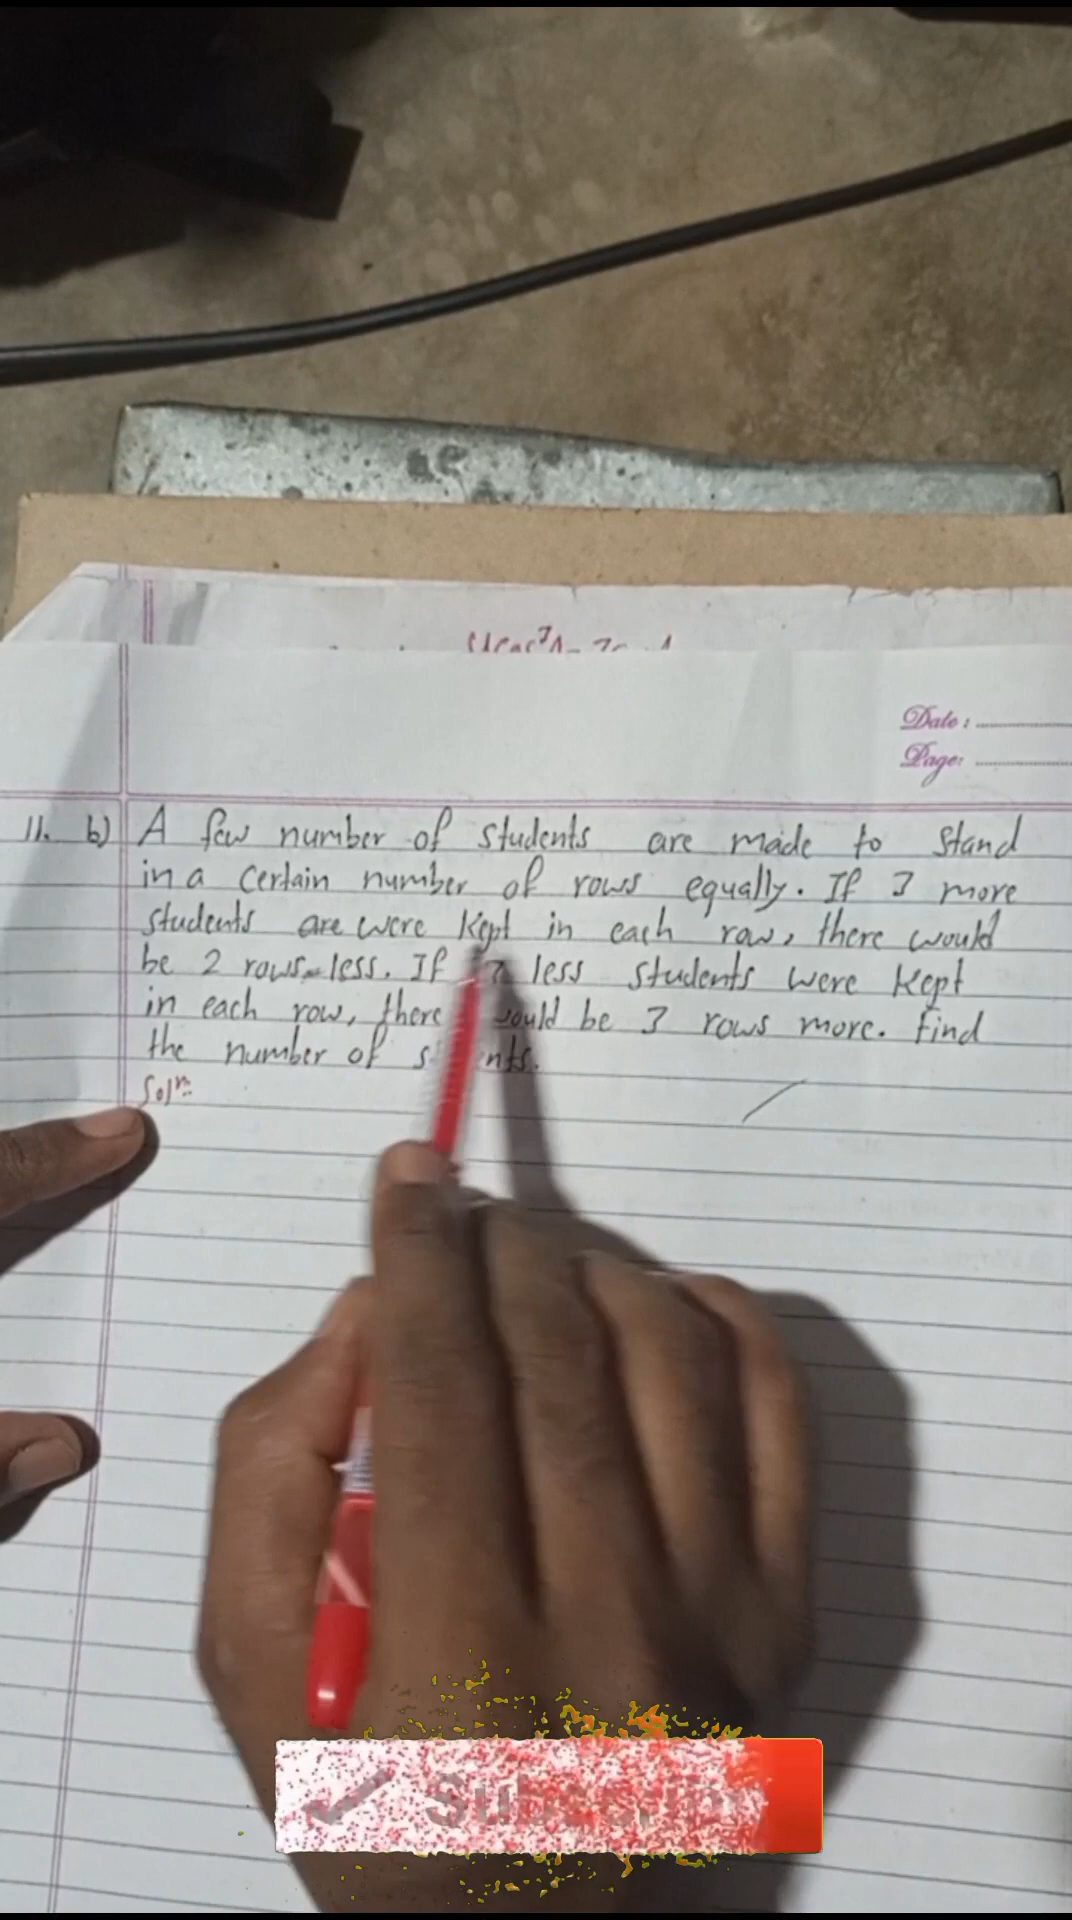 Date:
Page:
11. b) A few number of students are made to stand
in a certain number of rows equally. If 3 more
students are were kept in each row, there would
be 2 rows less. If less students were kept
in each row, there would be 3 rows more. Find
the number of
Solⁿ: